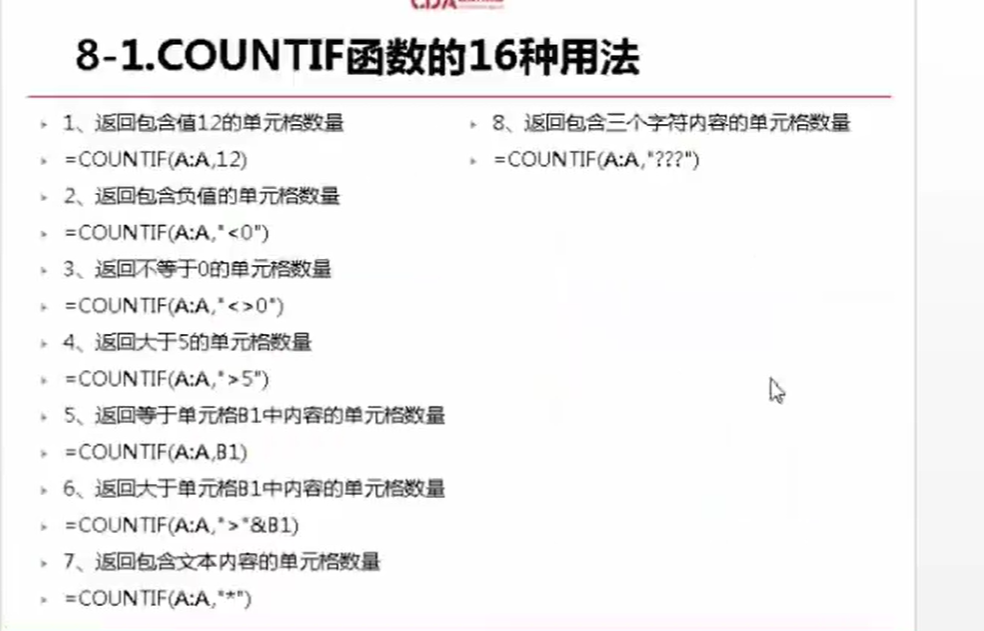 CDA
8-1.COUNTIF函数的16种用法
1、返回包含值12的单元格数量
=COUNTIF(A:A,12)
2、返回包含负值的单元格数量
=COUNTIF(A:A,"<0")
3、返回不等于0的单元格数量
=COUNTIF(A:A,"<>0")
4、返回大于5的单元格数量
=COUNTIF(A:A,">5")
5、返回等于单元格B1中内容的单元格数量
=COUNTIF(A:A,B1)
6、返回大于单元格B1中内容的单元格数量
=COUNTIF(A:A,">"&B1)
7、返回包含文本内容的单元格数量
=COUNTIF(A:A,"*")
8、返回包含三个字符内容的单元格数量
=COUNTIF(A:A,"???")